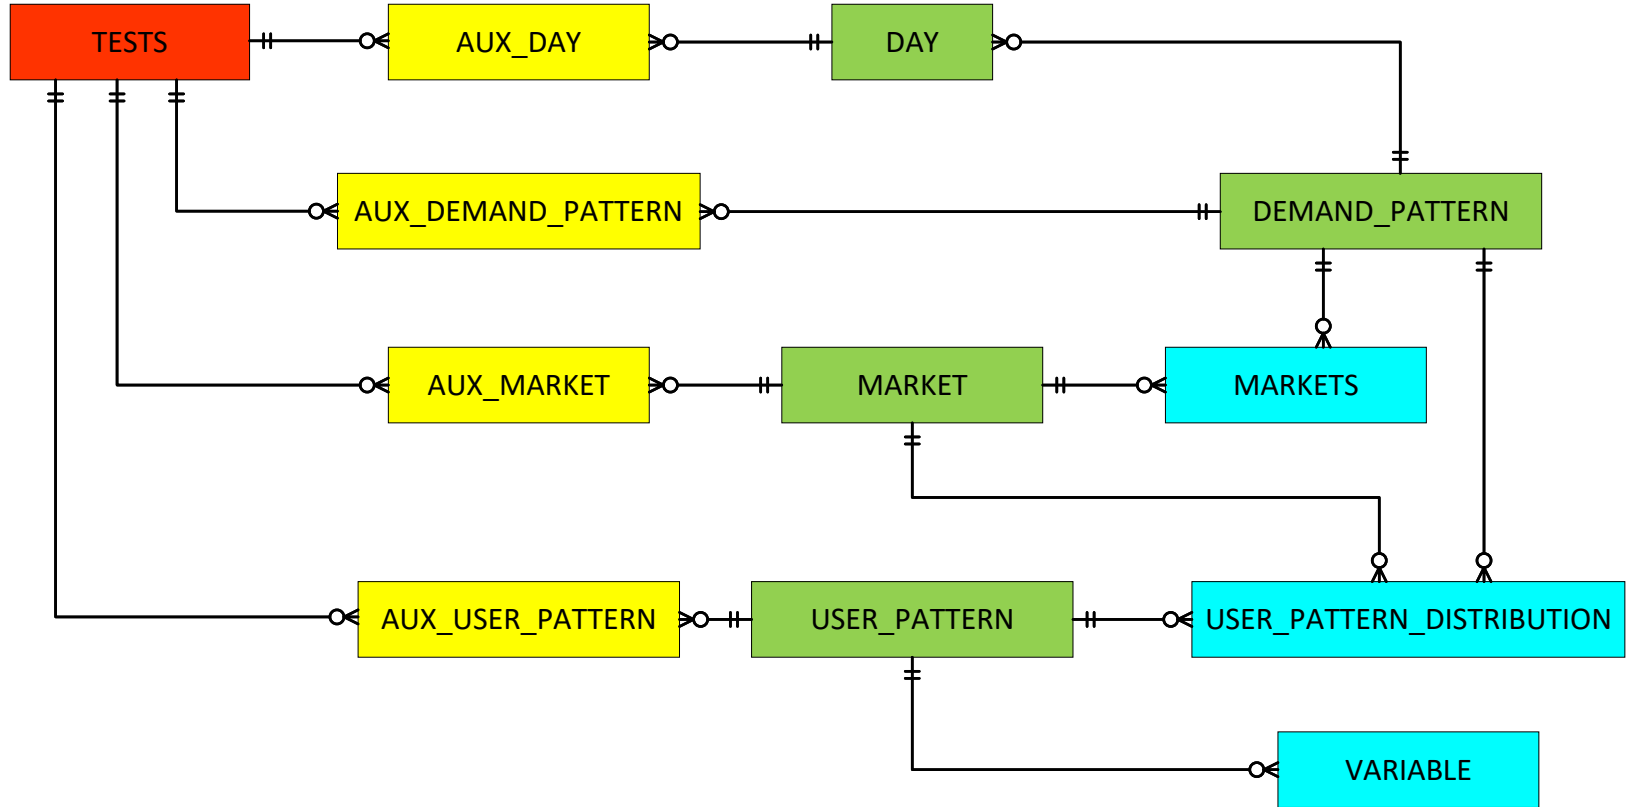 TESTS
AUX_DAY
DAY
AUX_DEMAND_PATTERN
DEMAND_PATTERN
AUX_MARKET
MARKET
MARKETS
AUX_USER_PATTERN
USER_PATTERN
USER_PATTERN_DISTRIBUTION
VARIABLE